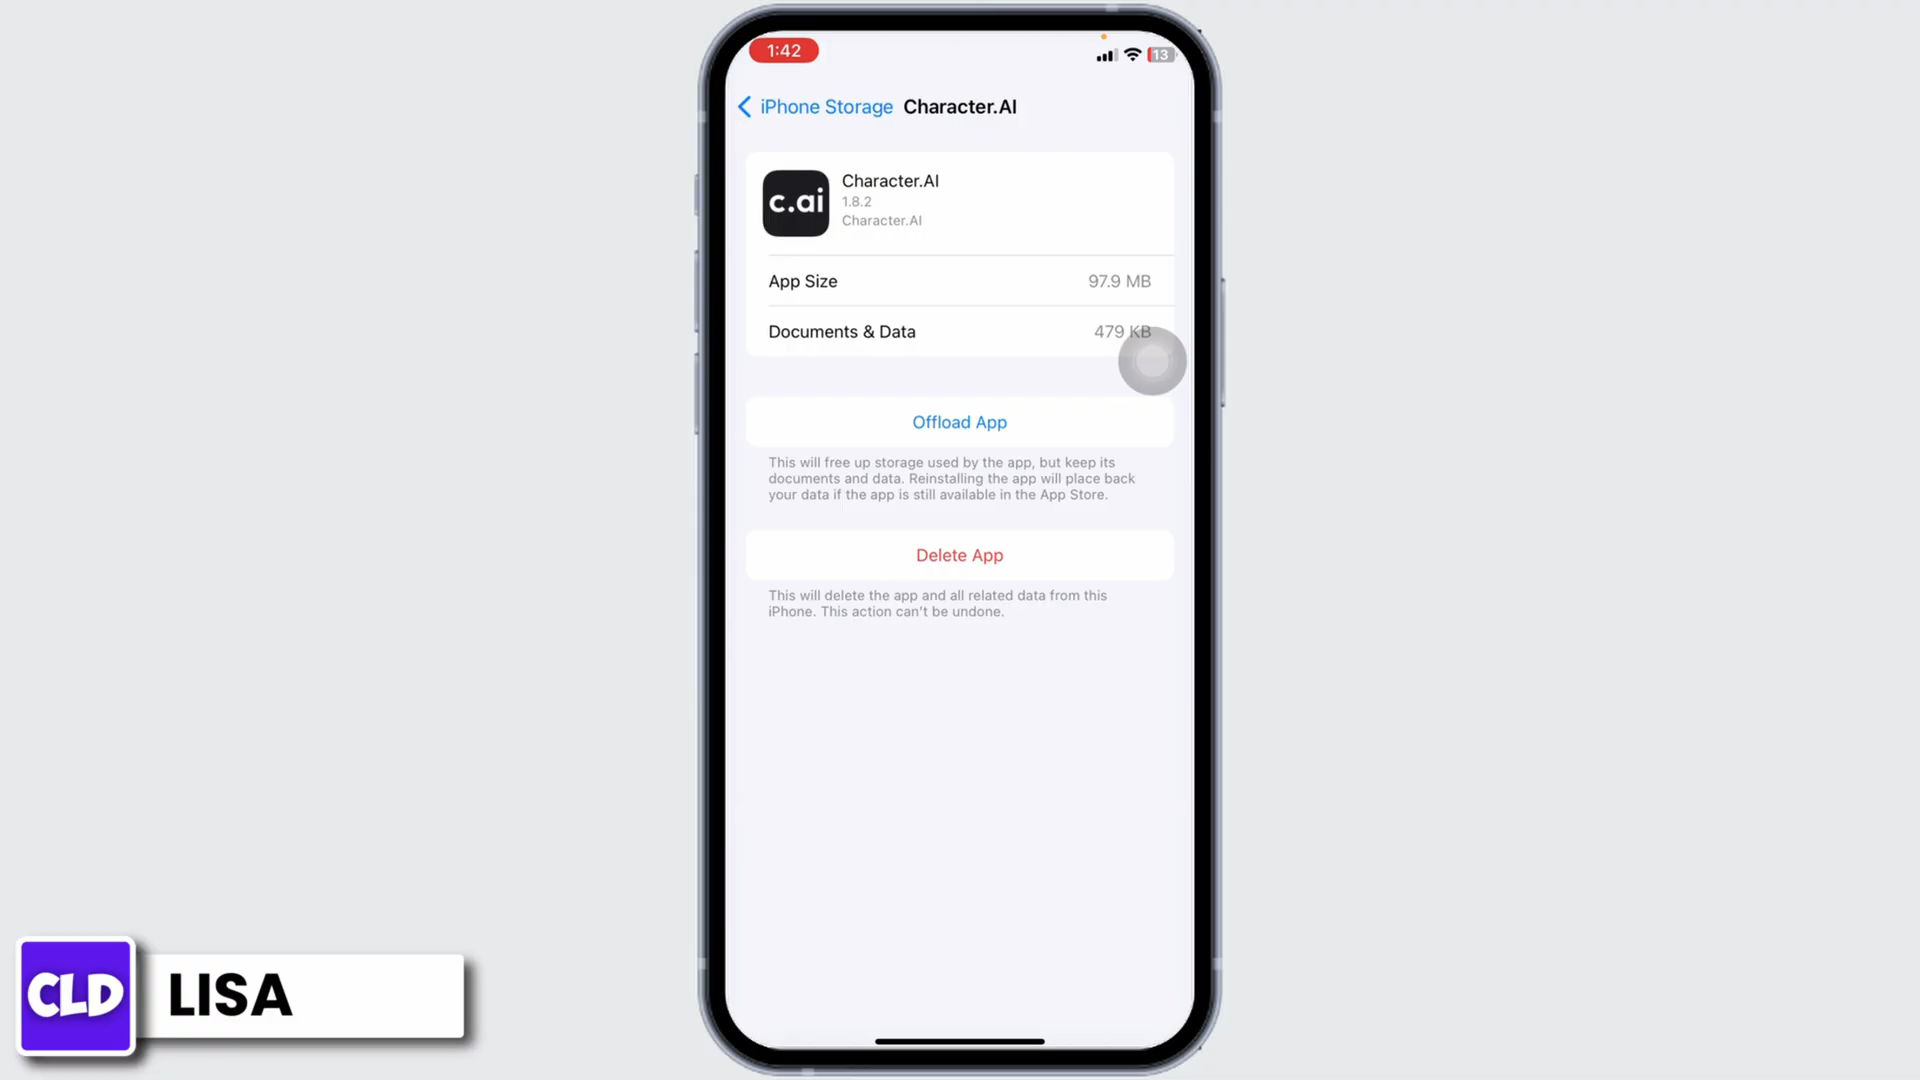 1:42
13
iPhone Storage Character.AI
c.ai
Character.AI
1.8.2
Character.AI
App Size 97.9 MB
Documents & Data 479 KB
Offload App
This will free up storage used by the app, but keep its
documents and data. Reinstalling the app will place back
your data if the app is still available in the App Store.
Delete App
This will delete the app and all related data from this
iPhone. This action can't be undone.
CLD
LISA